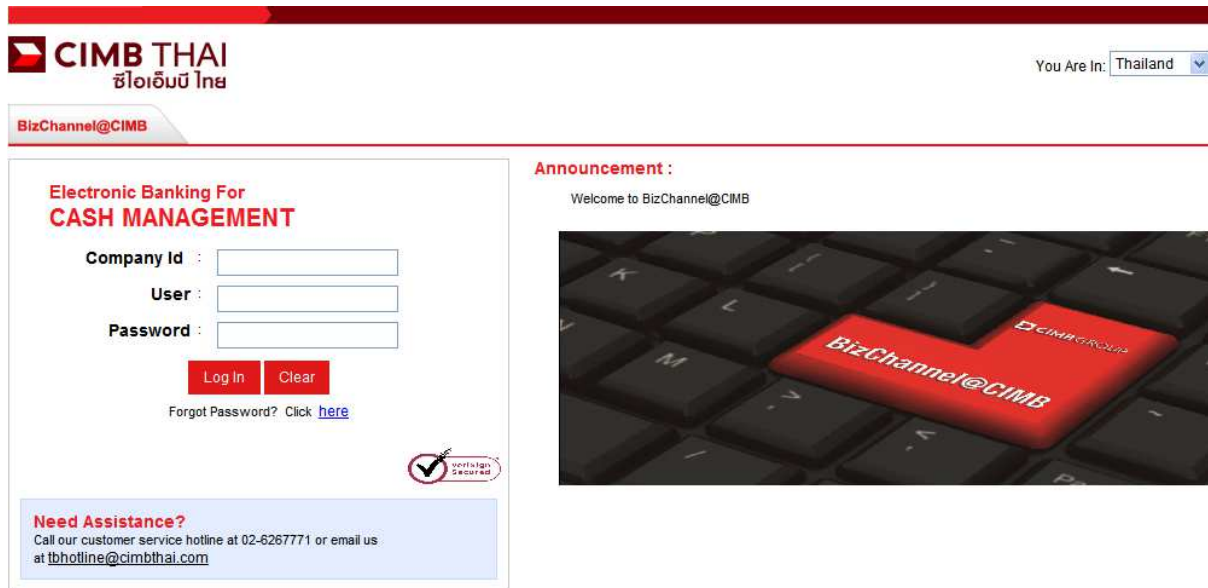 CIMB THAI
ซีไอเอ็มบี ไทย
You Are In: Thailand
BizChannel@CIMB
Electronic Banking For
CASH MANAGEMENT
Company Id :
User :
Password :
Log In Clear
Forgot Password? Click here
VeriSign
Secured
Need Assistance?
Call our customer service hotline at 02-6267771 or email us
at tbhotline@cimbthai.com
Announcement :
Welcome to BizChannel@CIMB
K
L
M
CIMB GROUP
BizChannel@CIMB